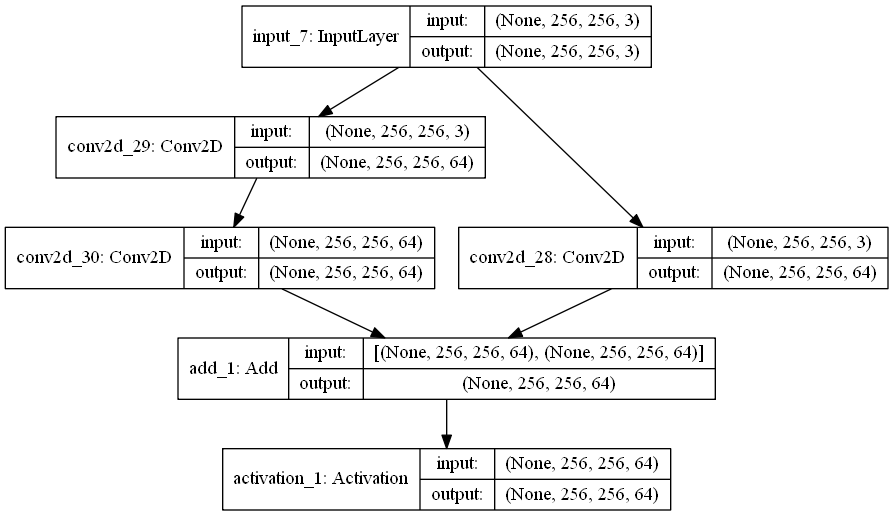 input_7: InputLayer
input:
(None, 256, 256, 3)
output:
(None, 256, 256, 3)
conv2d_29: Conv2D
input:
(None, 256, 256, 3)
output:
(None, 256, 256, 64)
conv2d_30: Conv2D
input:
(None, 256, 256, 64)
output:
(None, 256, 256, 64)
conv2d_28: Conv2D
input:
(None, 256, 256, 3)
output:
(None, 256, 256, 64)
add_1: Add
input:
[(None, 256, 256, 64), (None, 256, 256, 64)]
output:
(None, 256, 256, 64)
activation_1: Activation
input:
(None, 256, 256, 64)
output:
(None, 256, 256, 64)